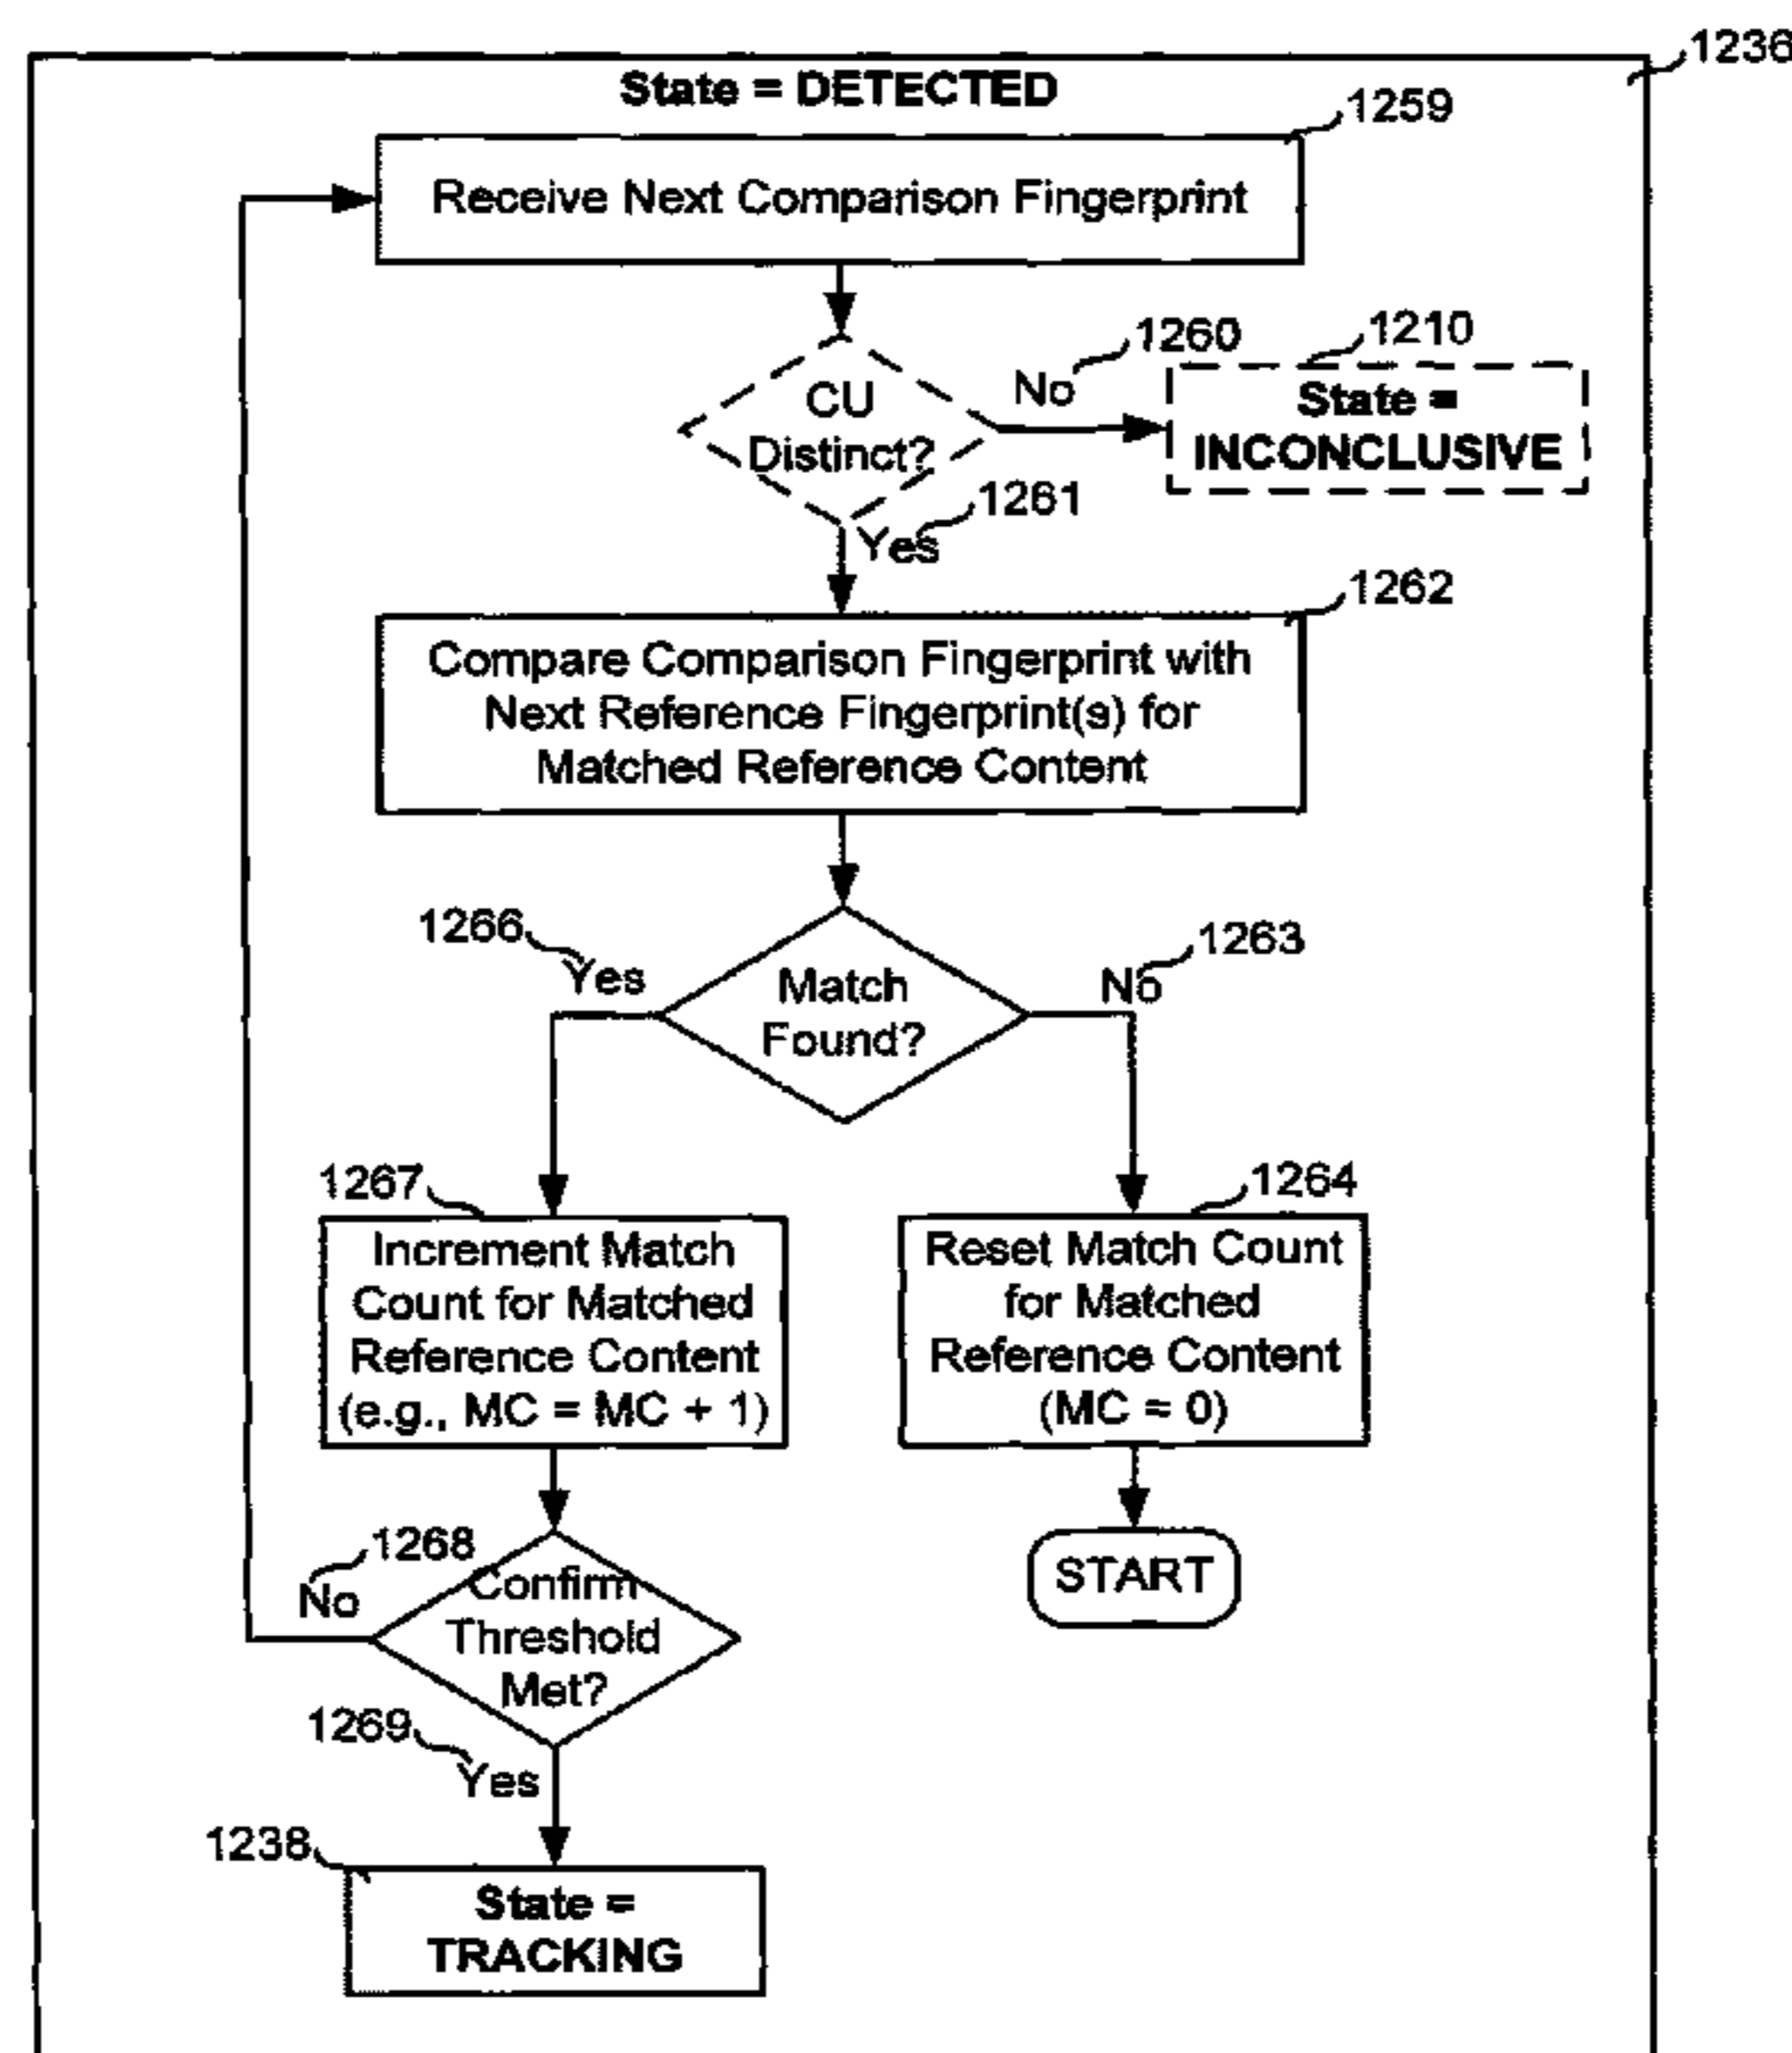 1236
State = DETECTED
1259
Receive Next Comparison Fingerprint
1260
1210
CU
Distinct?
No
State =
INCONCLUSIVE
1261
Yes
1262
Compare Comparison Fingerprint with
Next Reference Fingerprint(s) for
Matched Reference Content
1266
Yes
1263
No
Match
Found?
1267
Increment Match
Count for Matched
Reference Content
(e.g., MC = MC + 1)
1264
Reset Match Count
for Matched
Reference Content
(MC = 0)
1268
No
Confirm
Threshold
Met?
START
1269
Yes
1238
State =
TRACKING